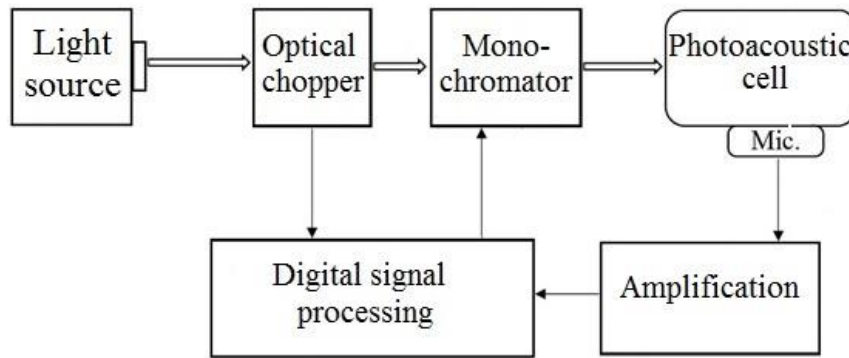 Light
source
Optical
chopper
Mono-
chromator
Photoacoustic
cell
Mic.
Digital signal
processing
Amplification